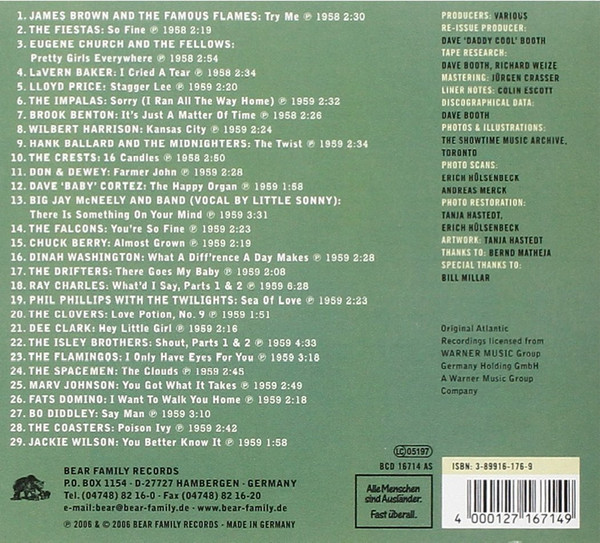 1. JAMES BROWN AND THE FAMOUS FLAMES: Try Me ℗ 1958 2:30
2. THE FIESTAS: So Fine ℗ 1958 2:19
3. EUGENE CHURCH AND THE FELLOWS:
Pretty Girls Everywhere ℗ 1958 2:54
4. LaVERN BAKER: I Cried A Tear ℗ 1958 2:34
5. LLOYD PRICE: Stagger Lee ℗ 1959 2:20
6. THE IMPALAS: Sorry (I Ran All The Way Home) ℗ 1959 2:32
7. BROOK BENTON: It's Just A Matter Of Time ℗ 1958 2:26
8. WILBERT HARRISON: Kansas City ℗ 1959 2:24
9. HANK BALLARD AND THE MIDNIGHTERS: The Twist ℗ 1959 2:34
10. THE CRESTS: 16 Candles ℗ 1958 2:50
11. DON & DEWEY: Farmer John ℗ 1959 2:28
12. DAVE 'BABY' CORTEZ: The Happy Organ ℗ 1959 1:58
13. BIG JAY McNEELY AND BAND (VOCAL BY LITTLE SONNY):
There Is Something On Your Mind ℗ 1959 3:31
14. THE FALCONS: You're So Fine ℗ 1959 2:23
15. CHUCK BERRY: Almost Grown ℗ 1959 2:19
16. DINAH WASHINGTON: What A Diff'rence A Day Makes ℗ 1959 2:28
17. THE DRIFTERS: There Goes My Baby ℗ 1959 2:08
18. RAY CHARLES: What'd I Say, Parts 1 & 2 ℗ 1959 6:28
19. PHIL PHILLIPS WITH THE TWILIGHTS: Sea Of Love ℗ 1959 2:23
20. THE CLOVERS: Love Potion, No. 9 ℗ 1959 1:51
21. DEE CLARK: Hey Little Girl ℗ 1959 2:16
22. THE ISLEY BROTHERS: Shout, Parts 1 & 2 ℗ 1959 4:33
23. THE FLAMINGOS: I Only Have Eyes For You ℗ 1959 3:18
24. THE SPACEMEN: The Clouds ℗ 1959 2:45
25. MARV JOHNSON: You Got What It Takes ℗ 1959 2:49
26. FATS DOMINO: I Want To Walk You Home ℗ 1959 2:18
27. BO DIDDLEY: Say Man ℗ 1959 3:10
28. THE COASTERS: Poison Ivy ℗ 1959 2:42
29. JACKIE WILSON: You Better Know It ℗ 1959 1:58
BEAR FAMILY RECORDS
P.O. BOX 1154 - D-27727 HAMBERGEN - GERMANY
Tel. (04748) 82 16-0 - Fax (04748) 82 16-20
e-mail:bear@bear-family.de - www.bear-family.de
℗ 2006 & © 2006 BEAR FAMILY RECORDS - MADE IN GERMANY
PRODUCERS: VARIOUS
RE-ISSUE PRODUCER:
DAVE 'DADDY COOL' BOOTH
TAPE RESEARCH:
DAVE BOOTH, RICHARD WEIZE
MASTERING: JÜRGEN CRASSER
LINER NOTES: COLIN ESCOTT
DISCOGRAPHICAL DATA:
DAVE BOOTH
PHOTOS & ILLUSTRATIONS:
THE SHOWTIME MUSIC ARCHIVE,
TORONTO
PHOTO SCANS:
ERICH HÜLSENBECK
ANDREAS MERCK
PHOTO RESTORATION:
TANJA HASTEDT,
ERICH HÜLSENBECK
ARTWORK: TANJA HASTEDT
THANKS TO: BERND MATHEJA
SPECIAL THANKS TO:
BILL MILLAR
Original Atlantic
Recordings licensed from
WARNER MUSIC Group
Germany Holding GmbH
A Warner Music Group
Company
LC 05197
BCD 16714 AS
Alle Menschen
sind Ausländer.
Fast überall.
ISBN: 3-89916-176-9
4 000127 167149